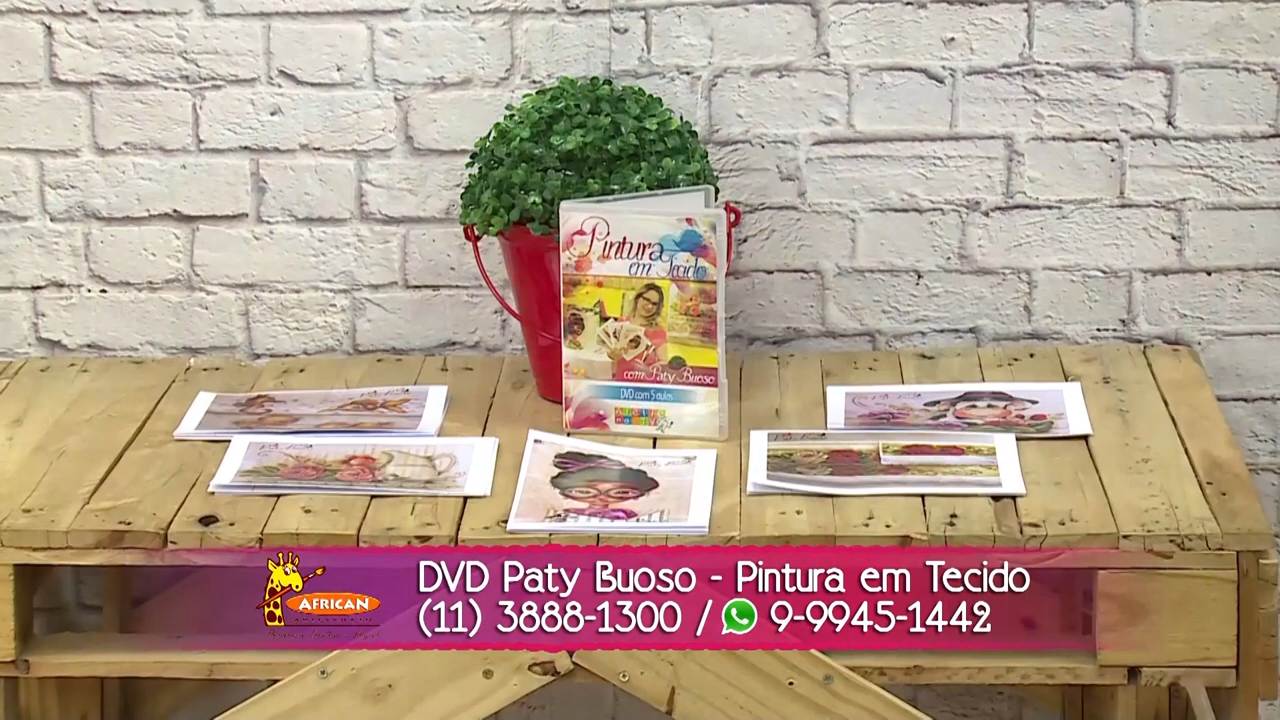 Pintura
em Tecido
com Paty Buoso
DVD com 5 aulas
AFRICAN
ARTESANATO
DVD Paty Buoso - Pintura em Tecido
(11) 3888-1300 / 9-9945-1442